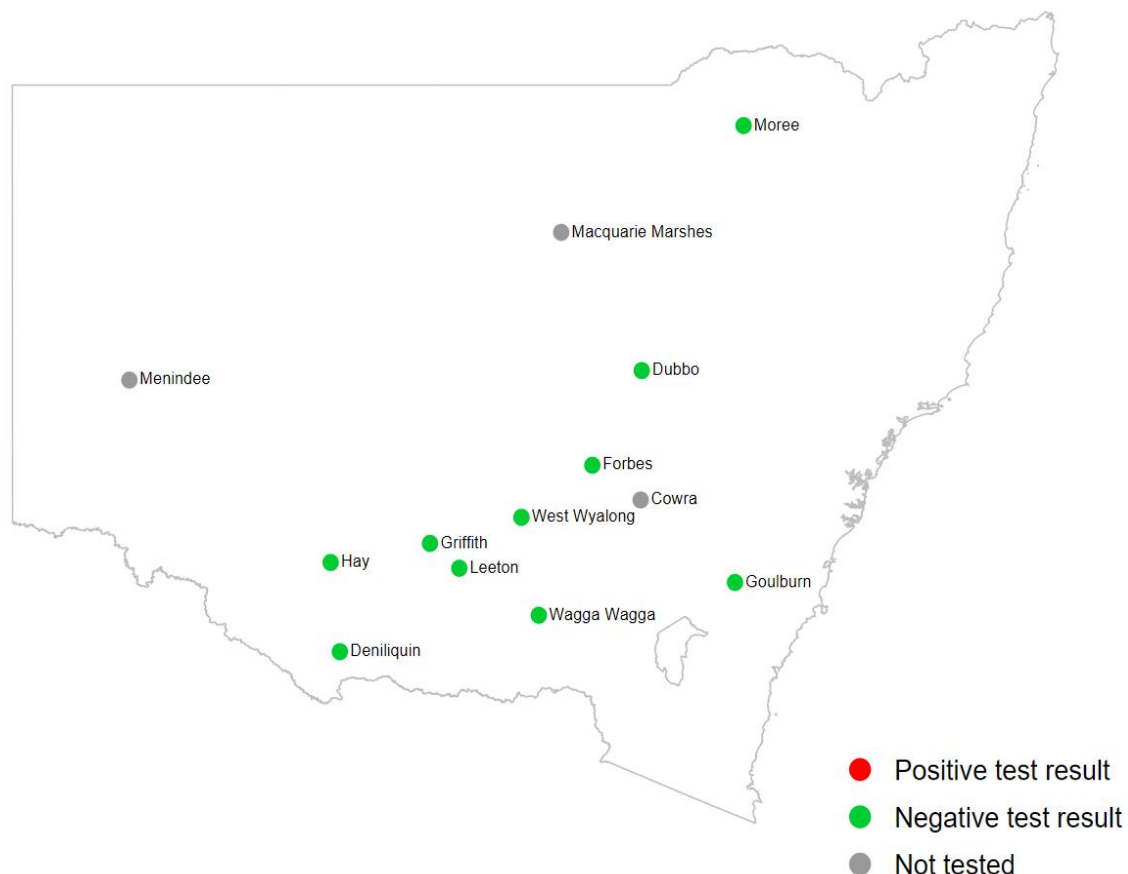 Moree
Macquarie Marshes
Dubbo
Menindee
Forbes
Cowra
West Wyalong
Griffith
Hay
Leeton
Goulburn
Wagga Wagga
Deniliquin
Positive test result
Negative test result
Not tested